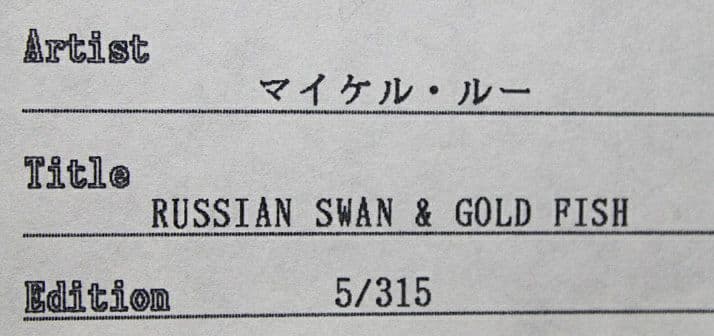 Artist
マイケル・ルー
Title
RUSSIAN SWAN & GOLD FISH
Edition 5/315